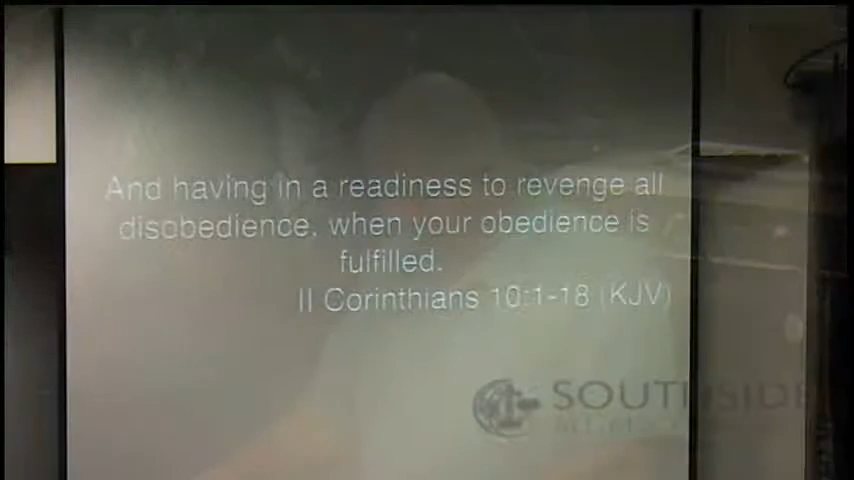 And having in a readiness to revenge all
disobedience, when your obedience is
fulfilled.
II Corinthians 10:1-18 (KJV)
SOUTHSIDE